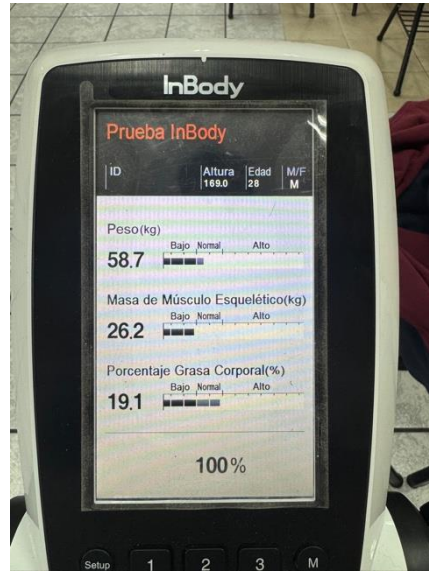 InBody
Prueba InBody
ID Altura Edad M/F
169.0 28 M
Peso(kg)
Bajo Normal Alto
58.7
Masa de Músculo Esquelético(kg)
Bajo Normal Alto
26.2
Porcentaje Grasa Corporal(%)
Bajo Normal Alto
19.1
100%
Setup 1 2 3 M